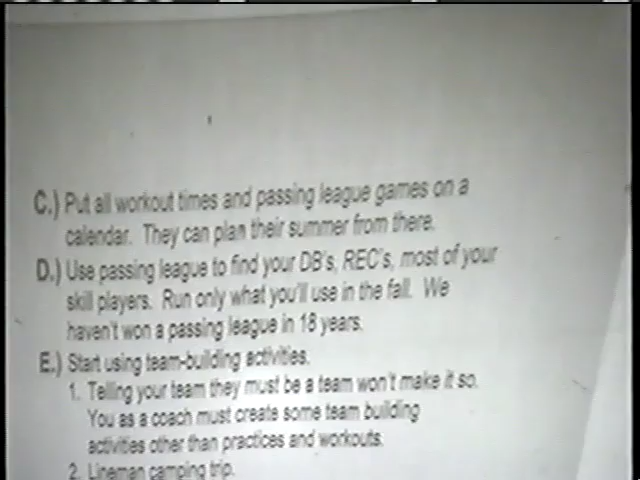 C.) Put all workout times and passing league games on a
calendar. They can plan their summer from there.
D.) Use passing league to find your DB's, REC's, most of your
skill players. Run only what you'll use in the fall. We
haven't won a passing league in 18 years.
E.) Start using team-building activities.
1. Telling your team they must be a team won't make it so.
You as a coach must create some team building
activities other than practices and workouts.
2. Lineman camping trip.